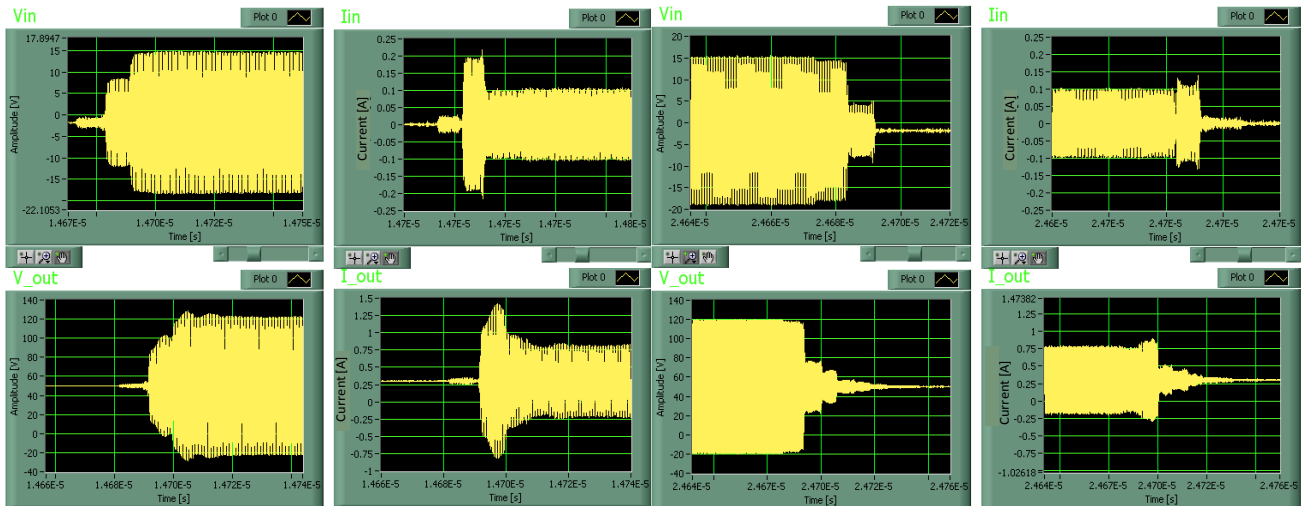 Vin
Plot 0
17.8947
15
10
5
0
-5
-10
-15
-22.1053
Amplitude [V]
1.467E-5
1.470E-5
1.472E-5
1.475E-5
Time [s]
Iin
Plot 0
0.25
0.2
0.15
0.1
0.05
0
-0.05
-0.1
-0.15
-0.2
-0.25
Current [A]
1.47E-5
1.47E-5
1.47E-5
1.48E-5
Time [s]
Vin
Plot 0
20
15
10
5
0
-5
-10
-15
-20
Amplitude [V]
2.464E-5
2.466E-5
2.468E-5
2.470E-5
2.472E-5
Time [s]
Iin
Plot 0
0.25
0.2
0.15
0.1
0.05
0
-0.05
-0.1
-0.15
-0.2
-0.25
Current [A]
2.46E-5
2.47E-5
2.47E-5
2.47E-5
2.47E-5
Time [s]
V_out
Plot 0
140
120
100
80
60
40
20
0
-20
-40
Amplitude [V]
1.466E-5
1.468E-5
1.470E-5
1.472E-5
1.474E-5
Time [s]
I_out
Plot 0
1.5
1.25
1
0.75
0.5
0.25
0
-0.25
-0.5
-0.75
-1
Current [A]
1.466E-5
1.468E-5
1.470E-5
1.472E-5
1.474E-5
Time [s]
V_out
Plot 0
140
120
100
80
60
40
20
0
-20
-40
Amplitude [V]
2.464E-5
2.467E-5
2.470E-5
2.472E-5
2.476E-5
Time [s]
I_out
Plot 0
1.47382
1.25
1
0.75
0.5
0.25
0
-0.25
-0.5
-0.75
-1.02618
Current [A]
2.464E-5
2.467E-5
2.470E-5
2.472E-5
2.476E-5
Time [s]